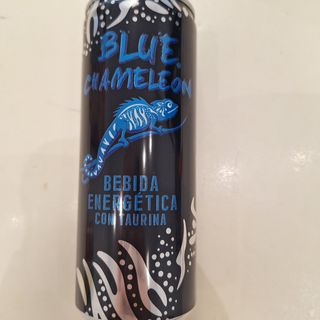 BLUE
CHAMELEON
BEBIDA
ENERGÉTICA
CON TAURINA